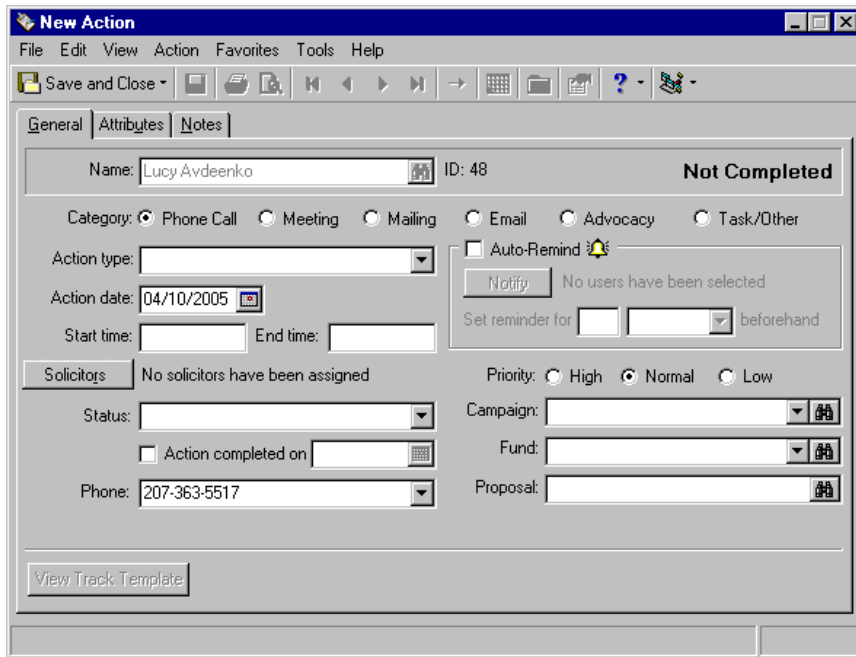 New Action
File Edit View Action Favorites Tools Help
Save and Close
General Attributes Notes
Name: Lucy Avdeenko ID: 48 Not Completed
Category: Phone Call Meeting Mailing Email Advocacy Task/Other
Action type: Auto-Remind
Notify No users have been selected
Action date: 04/10/2005
Set reminder for beforehand
Start time: End time:
Solicitors No solicitors have been assigned Priority: High Normal Low
Status: Campaign:
Action completed on Fund:
Phone: 207-363-5517 Proposal:
View Track Template